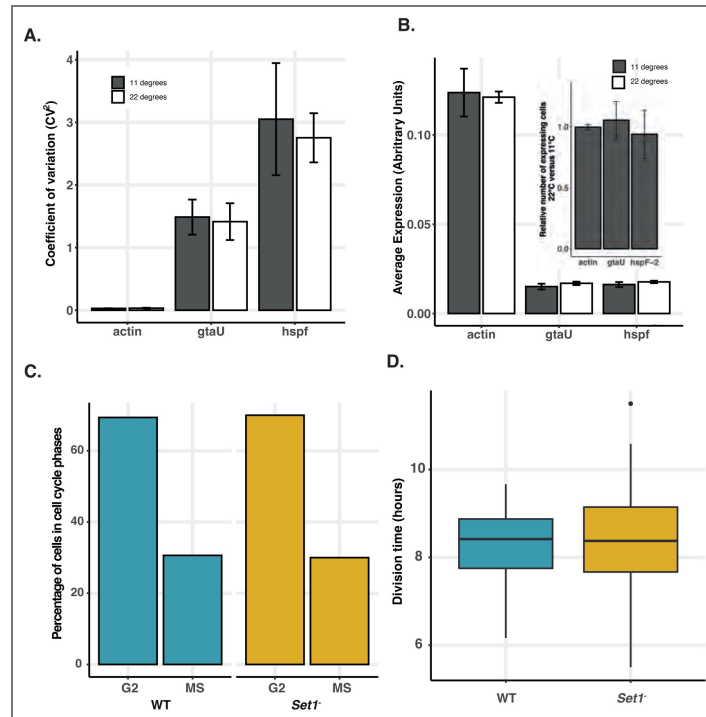 A.
11 degrees
22 degrees
Coefficient of variation (CV²)
4
3
2
1
0
actin
gtaU
hspf
B.
11 degrees
22 degrees
Average Expression (Abritrary Units)
0.10
0.05
0.00
actin
gtaU
hspf
Relative number of expressing cells
22°C versus 11°C
1.0
0.5
0.0
actin
gtaU
hspF-2
C.
Percentage of cells in cell cycle phases
60
40
20
0
G2
MS
G2
MS
WT
Set1-
D.
Division time (hours)
10
8
6
WT
Set1-